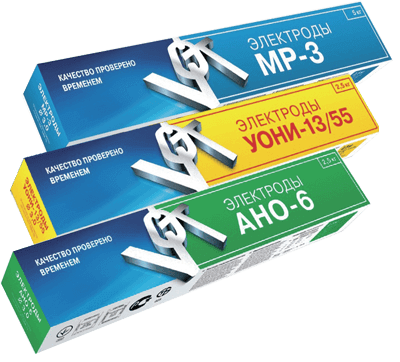 КАЧЕСТВО ПРОВЕРЕНО
ВРЕМЕНЕМ
ЭЛЕКТРОДЫ
МР-3
5 кг
КАЧЕСТВО ПРОВЕРЕНО
ВРЕМЕНЕМ
ЭЛЕКТРОДЫ
УОНИ-13/55
2.5 кг
КАЧЕСТВО ПРОВЕРЕНО
ВРЕМЕНЕМ
ЭЛЕКТРОДЫ
АНО-6
2.5 кг